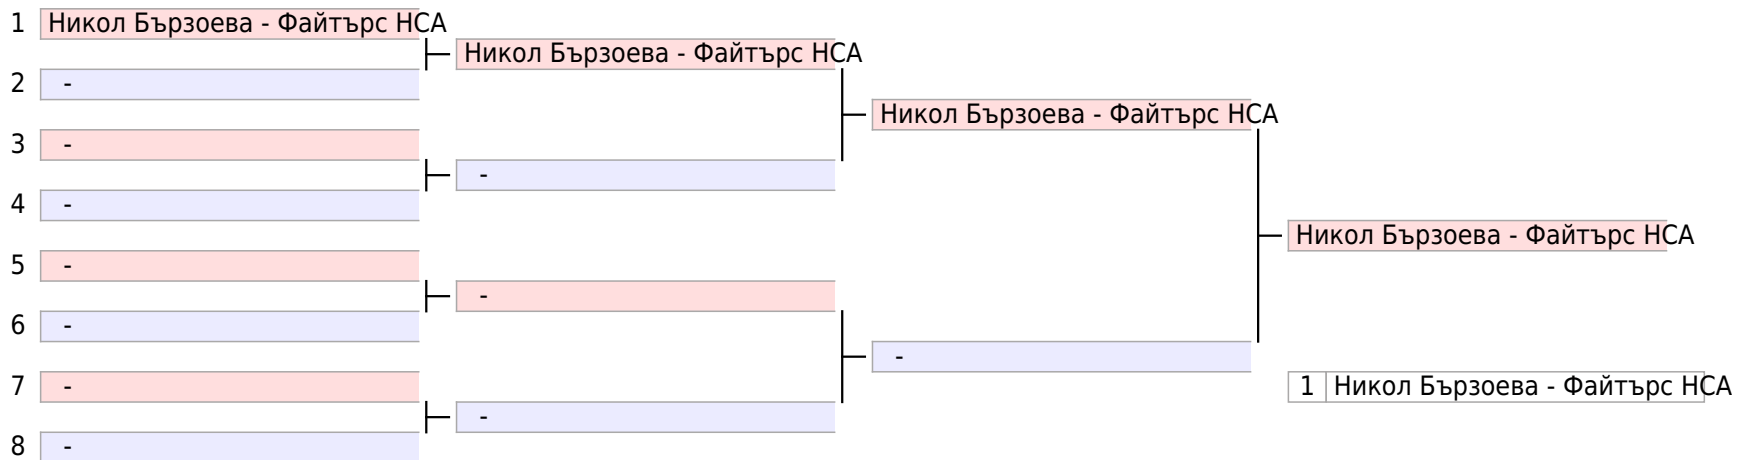 1 Никол Бързоева - Файтърс НСА
Никол Бързоева - Файтърс НСА
2 -
Никол Бързоева - Файтърс НСА
3 -
-
4 -
Никол Бързоева - Файтърс НСА
5 -
-
6 -
-
7 -
1 Никол Бързоева - Файтърс НСА
-
8 -